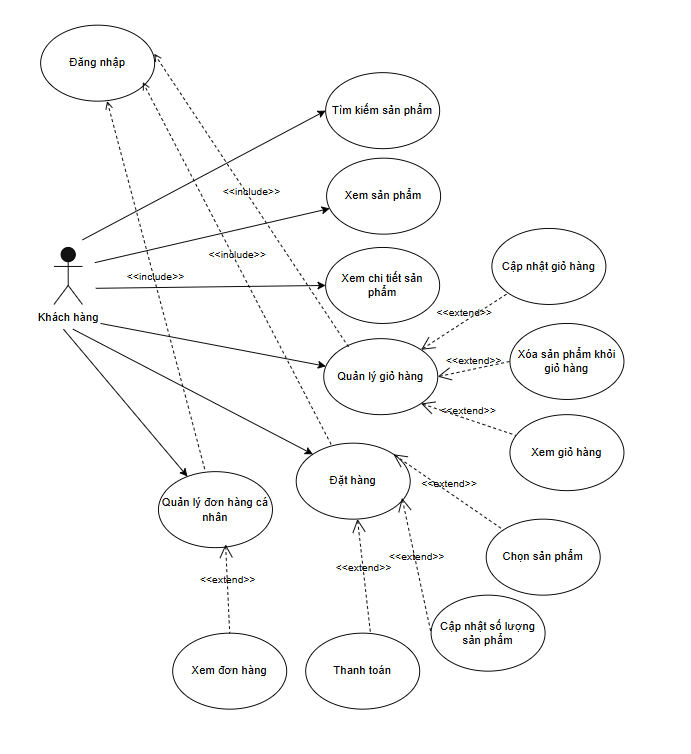 Đăng nhập
Tìm kiếm sản phẩm
<<include>>
Xem sản phẩm
<<include>>
Cập nhật giỏ hàng
<<include>>
Xem chi tiết sản
phẩm
Khách hàng
<<extend>>
Xóa sản phẩm khỏi
giỏ hàng
<<extend>>
Quản lý giỏ hàng
<<extend>>
Xem giỏ hàng
Đặt hàng
<<extend>>
Quản lý đơn hàng cá
nhân
<<extend>>
Chọn sản phẩm
<<extend>>
<<extend>>
Cập nhật số lượng
sản phẩm
Xem đơn hàng
Thanh toán